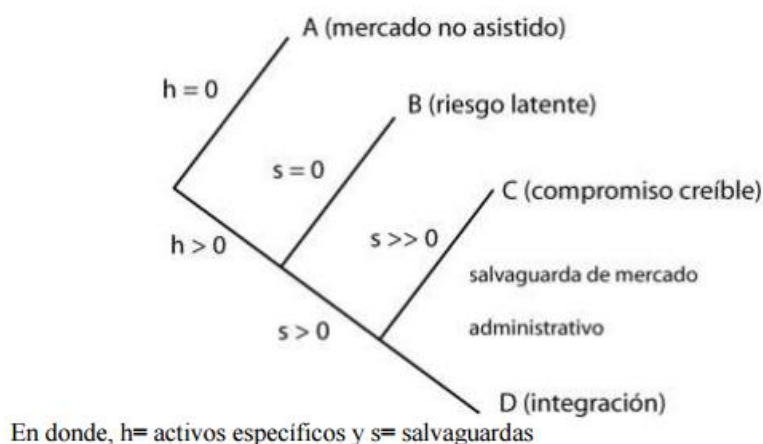 A (mercado no asistido)
h = 0
B (riesgo latente)
s = 0
C (compromiso creíble)
h > 0
s >> 0
salvaguarda de mercado
s > 0
administrativo
D (integración)
En donde, h= activos específicos y s= salvaguardas